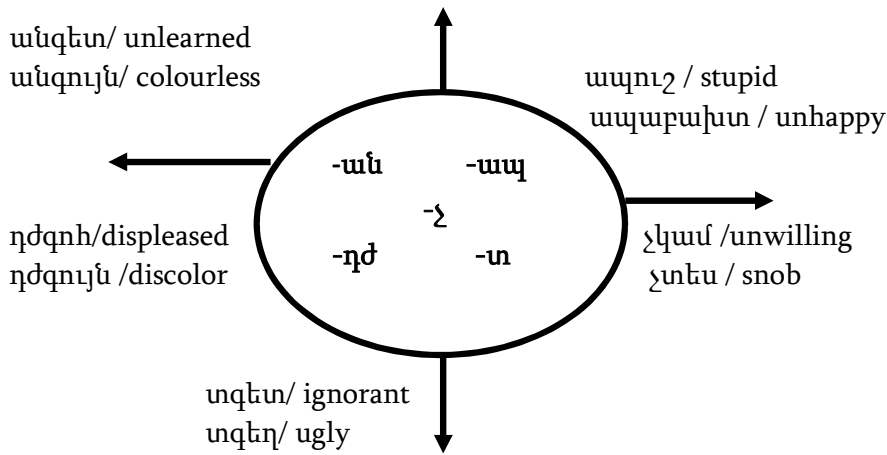 անգետ/ unlearned
անգույն/ colourless
ապուշ / stupid
ապաբախտ / unhappy
-ան
-ապ
-չ
-դժ
-տ
դժգոհ/displeased
դժգույն /discolor
չկամ /unwilling
չտես / snob
տգետ/ ignorant
տգեղ/ ugly